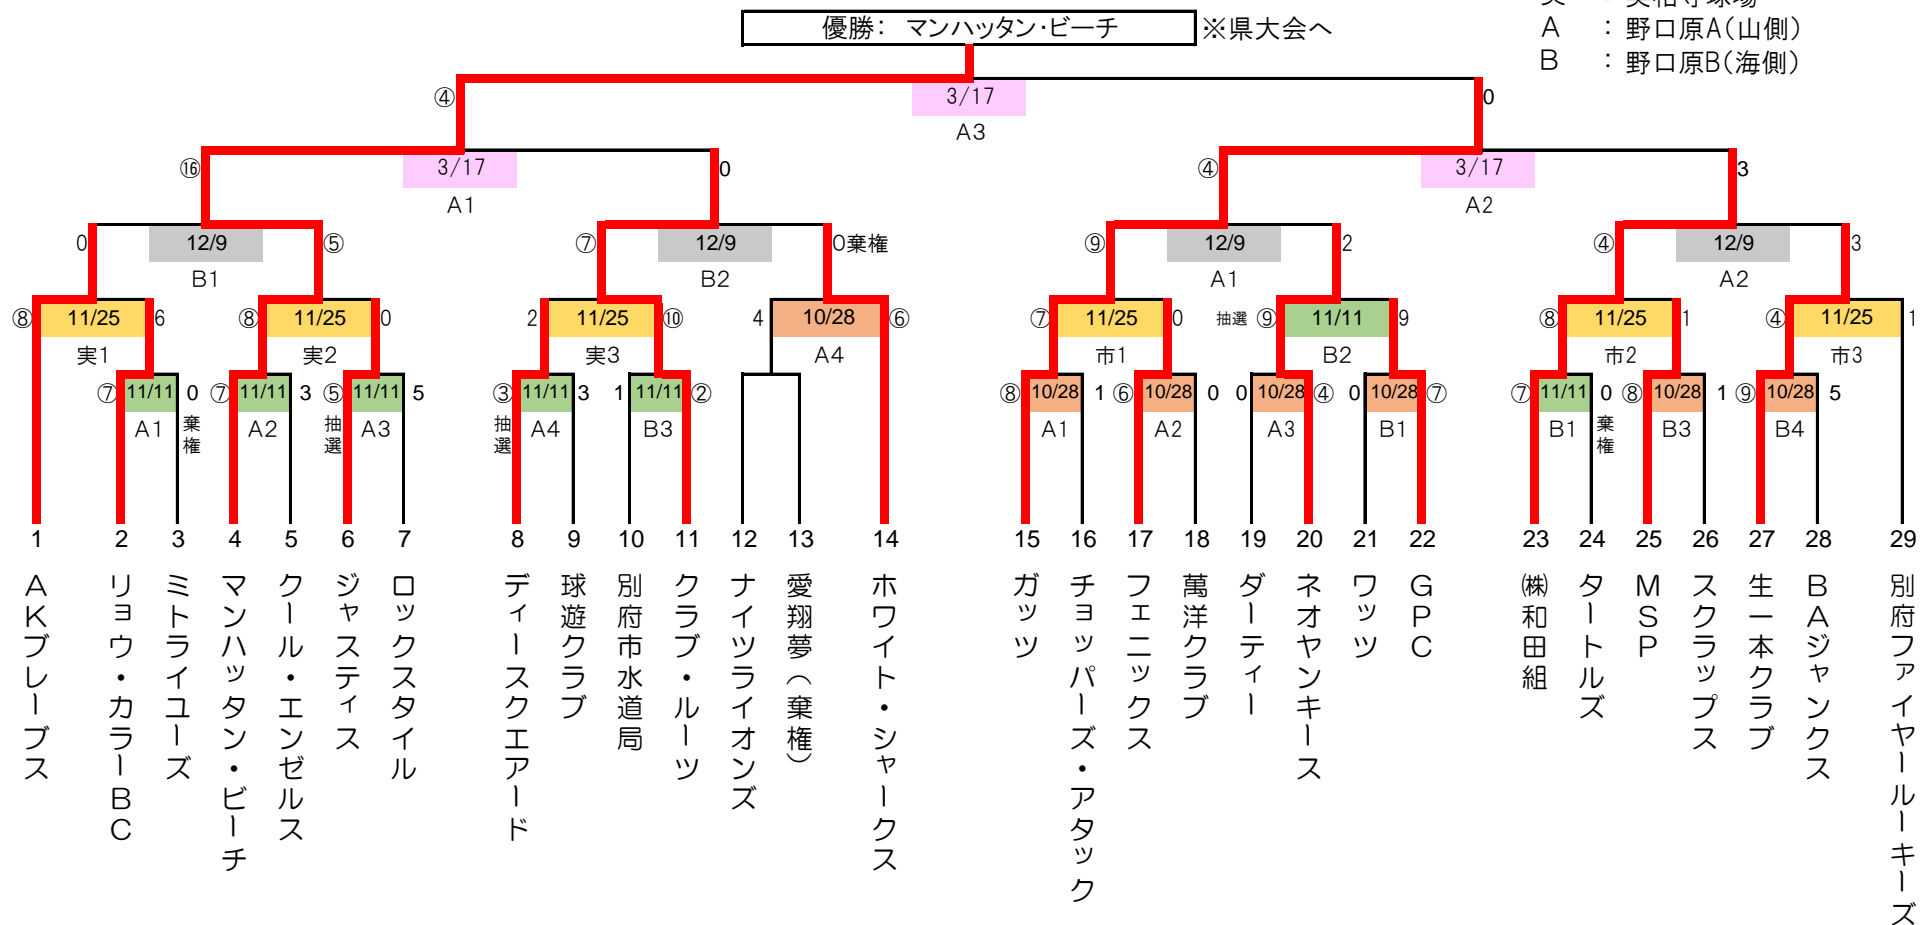 優勝: マンハッタン・ビーチ
※県大会へ
A : 野口原A(山側)
B : 野口原B(海側)
④ 3/17 0
A3
⑯ 3/17 0 ④ 3/17 3
A1 A2
0 12/9 ⑤ ⑦ 12/9 0棄権 ⑨ 12/9 2 ④ 12/9 3
B1 B2 A1 A2
⑧ 11/25 6 ⑧ 11/25 0 2 11/25 ⑩ 4 10/28 ⑥ ⑦ 11/25 0 抽選 ⑨ 11/11 9 ⑧ 11/25 1 ④ 11/25 1
実1 実2 実3 A4 市1 B2 市2 市3
⑦ 11/11 0 ⑦ 11/11 3 ⑤ 11/11 5 ③ 11/11 3 1 11/11 ② ⑧ 10/28 1 ⑥ 10/28 0 0 10/28 ④ 0 10/28 ⑦ ⑦ 11/11 0 ⑧ 10/28 1 ⑨ 10/28 5
A1 棄権 A2 抽選 A3 抽選 A4 B3 A1 A2 A3 B1 B1 棄権 B3 B4
1 2 3 4 5 6 7 8 9 10 11 12 13 14 15 16 17 18 19 20 21 22 23 24 25 26 27 28 29
AKブレーブス
リョウ・カラーBC
ミトライユーズ
マンハッタン・ビーチ
クール・エンゼルス
ジャスティス
ロックスタイル
ディースクエアード
球遊クラブ
別府市水道局
クラブ・ルーツ
ナイツライオンズ
愛翔夢(棄権)
ホワイト・シャークス
ガッツ
チョッパーズ・アタック
フェニックス
萬洋クラブ
ダーティー
ネオヤンキース
ワッツ
GPC
㈱和田組
タートルズ
MSP
スクラップス
生一本クラブ
BAジャンクス
別府ファイヤールーキーズ